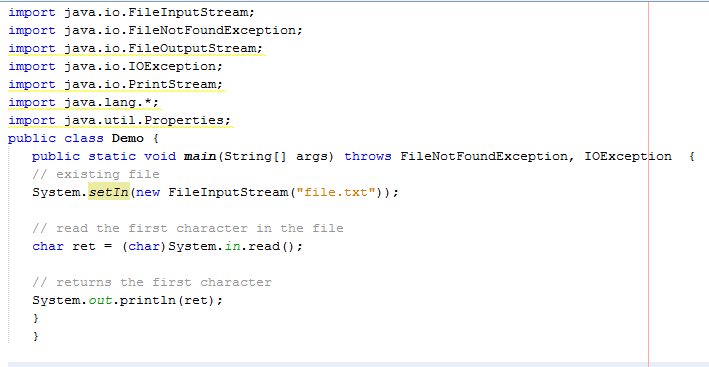 import java.io.FileInputStream;
import java.io.FileNotFoundException;
import java.io.FileOutputStream;
import java.io.IOException;
import java.io.PrintStream;
import java.lang.*;
import java.util.Properties;
public class Demo {
public static void main(String[] args) throws FileNotFoundException, IOException {
// existing file
System.setIn(new FileInputStream("file.txt"));
// read the first character in the file
char ret = (char)System.in.read();
// returns the first character
System.out.println(ret);
}
}